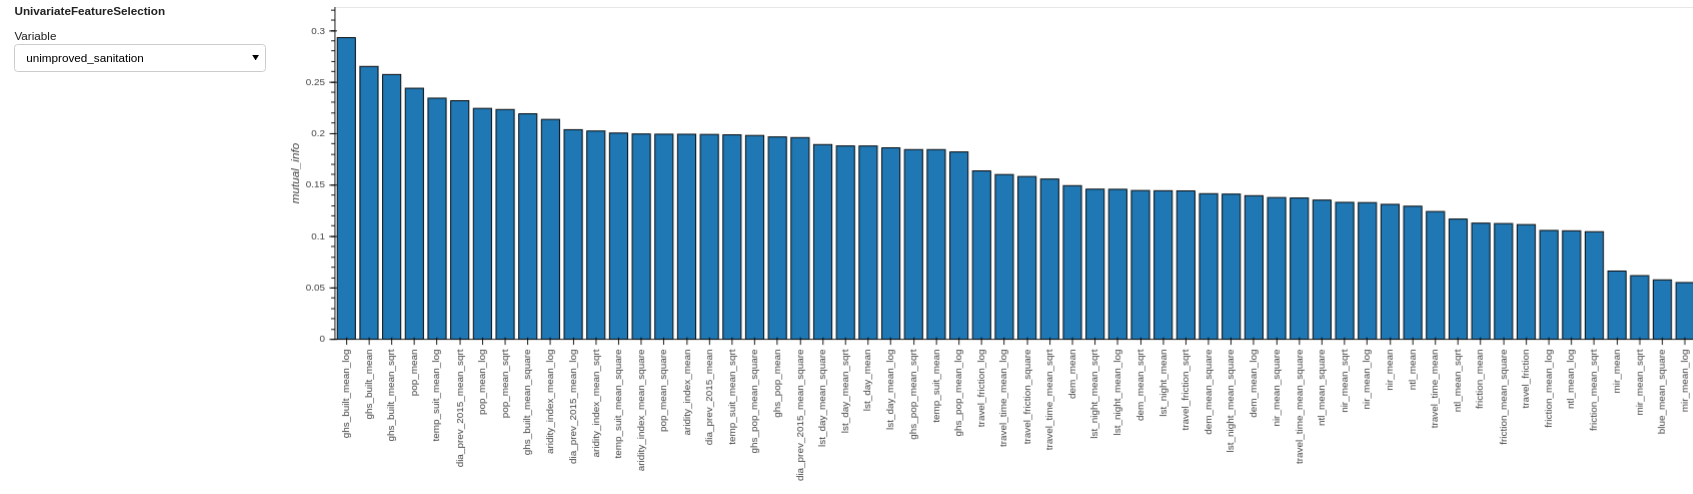 UnivariateFeatureSelection
Variable
unimproved_sanitation
mutual_info
0.3
0.25
0.2
0.15
0.1
0.05
0
ghs_built_mean_log
ghs_built_mean
ghs_built_mean_sqrt
pop_mean
temp_suit_mean_log
dia_prev_2015_mean_sqrt
pop_mean_log
pop_mean_sqrt
ghs_built_mean_square
aridity_index_mean_log
dia_prev_2015_mean_log
aridity_index_mean_sqrt
temp_suit_mean_square
aridity_index_mean_square
pop_mean_square
aridity_index_mean
dia_prev_2015_mean
temp_suit_mean_sqrt
ghs_pop_mean_square
ghs_pop_mean
dia_prev_2015_mean_square
lst_day_mean_square
lst_day_mean_sqrt
lst_day_mean
lst_day_mean_log
ghs_pop_mean_sqrt
temp_suit_mean
ghs_pop_mean_log
travel_friction_log
travel_time_mean_log
travel_friction_square
travel_time_mean_sqrt
dem_mean
lst_night_mean_sqrt
lst_night_mean_log
dem_mean_sqrt
lst_night_mean
travel_friction_sqrt
dem_mean_square
lst_night_mean_square
dem_mean_log
nir_mean_square
travel_time_mean_square
ntl_mean_square
nir_mean_sqrt
nir_mean_log
nir_mean
ntl_mean
travel_time_mean
ntl_mean_sqrt
friction_mean
friction_mean_square
travel_friction
friction_mean_log
ntl_mean_log
friction_mean_sqrt
mir_mean
mir_mean_sqrt
blue_mean_square
mir_mean_log